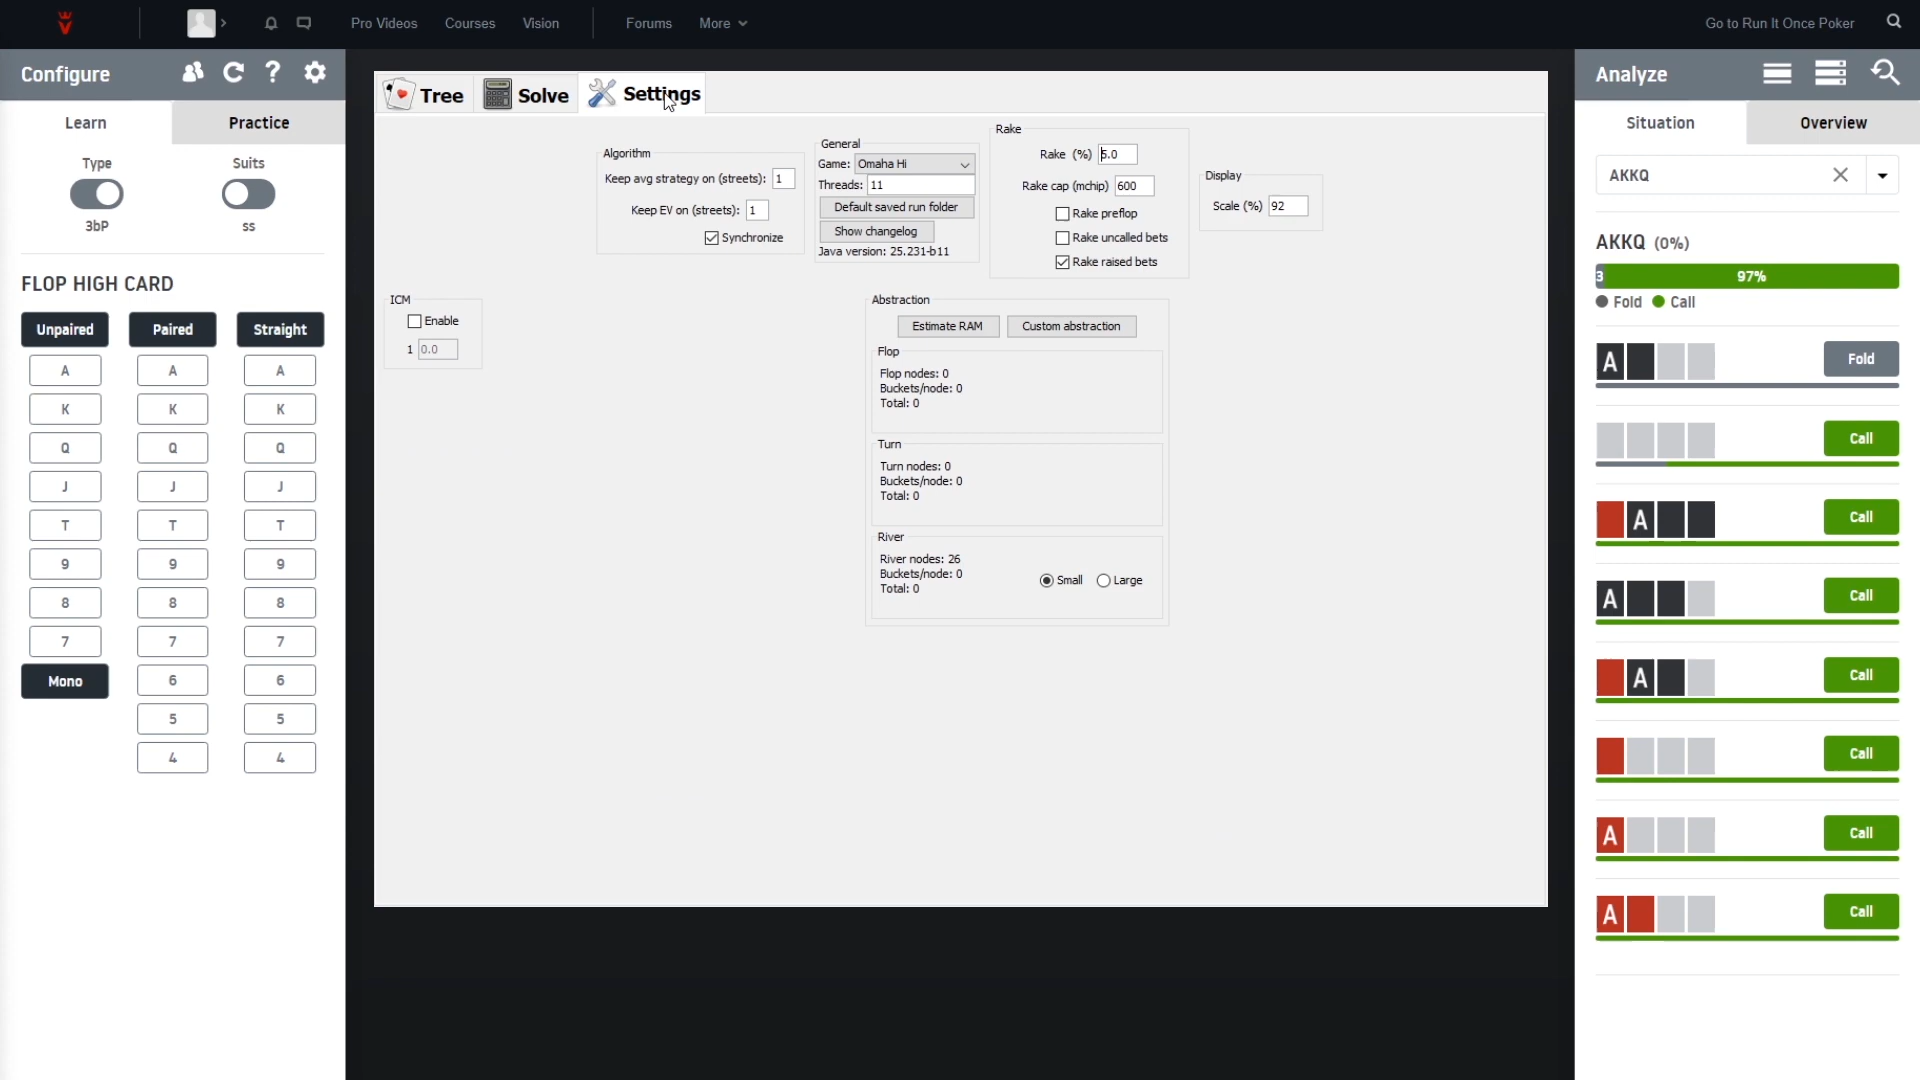 Pro Videos Courses Vision Forums More Go to Run It Once Poker
Configure
Learn Practice
Type Suits
3bP ss
FLOP HIGH CARD
Unpaired Paired Straight
A A A
K K K
Q Q Q
J J J
T T T
9 9 9
8 8 8
7 7 7
Mono 6 6
5 5
4 4
Tree Solve Settings
Algorithm
Keep avg strategy on (streets): 1
Keep EV on (streets): 1
Synchronize
General
Game: Omaha Hi
Threads: 11
Default saved run folder
Show changelog
Java version: 25.231-b11
Rake
Rake (%) 5.0
Rake cap (mchip) 600
Rake preflop
Rake uncalled bets
Rake raised bets
Display
Scale (%) 92
ICM
Enable
1 0.0
Abstraction
Estimate RAM Custom abstraction
Flop
Flop nodes: 0
Buckets/node: 0
Total: 0
Turn
Turn nodes: 0
Buckets/node: 0
Total: 0
River
River nodes: 26
Buckets/node: 0
Total: 0
Small Large
Analyze
Situation Overview
AKKQ
AKKQ (0%)
3 97%
Fold Call
A Fold
Call
A Call
A Call
A Call
Call
A Call
A Call